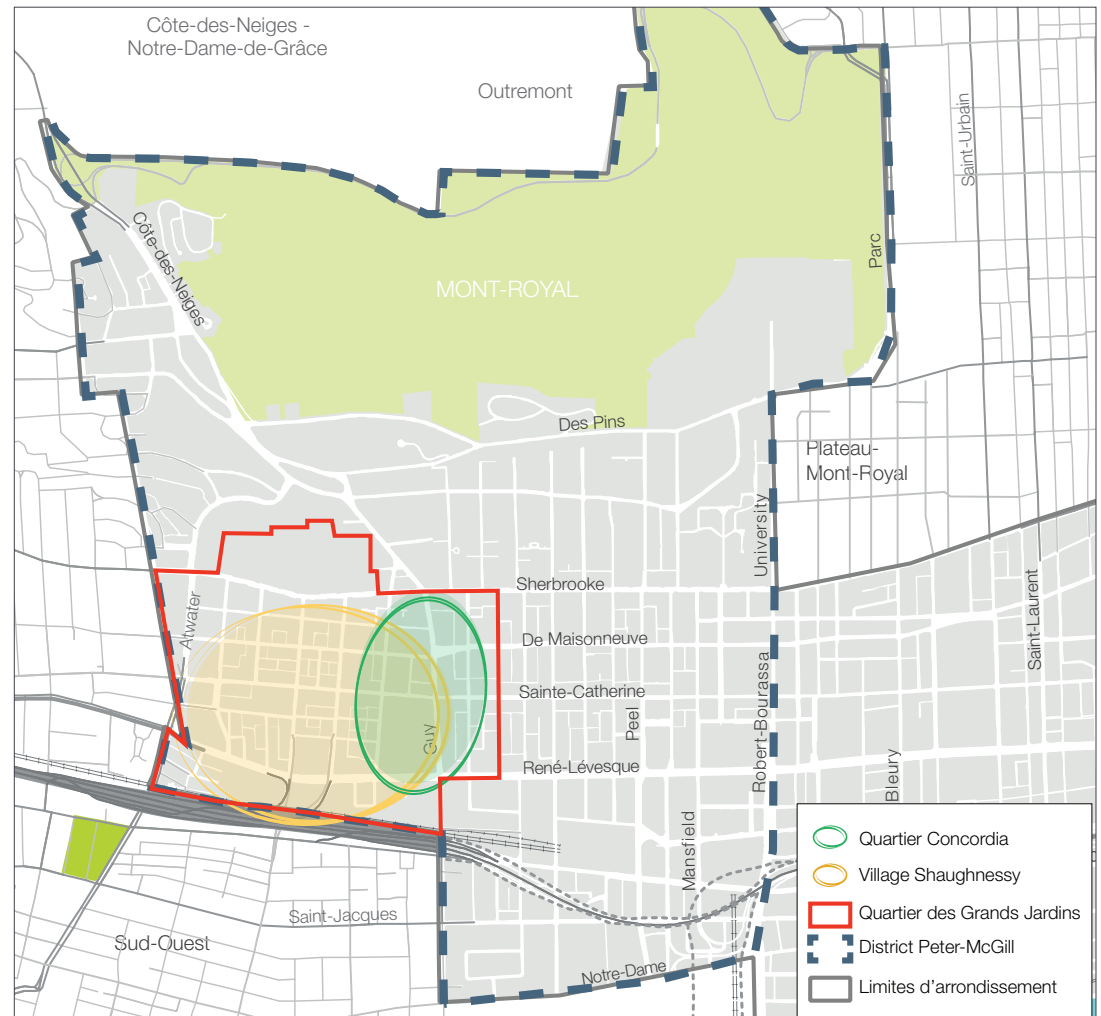 Côte-des-Neiges -
Notre-Dame-de-Grâce
Outremont
Saint-Urbain
Côte-des-Neiges
Parc
MONT-ROYAL
Des Pins
Plateau-
Mont-Royal
University
Sherbrooke
Atwater
De Maisonneuve
Saint-Laurent
Sainte-Catherine
Peel
Guy
Robert-Bourassa
René-Lévesque
Bleury
Mansfield
Saint-Jacques
Sud-Ouest
Notre-Dame
Quartier Concordia
Village Shaughnessy
Quartier des Grands Jardins
District Peter-McGill
Limites d'arrondissement